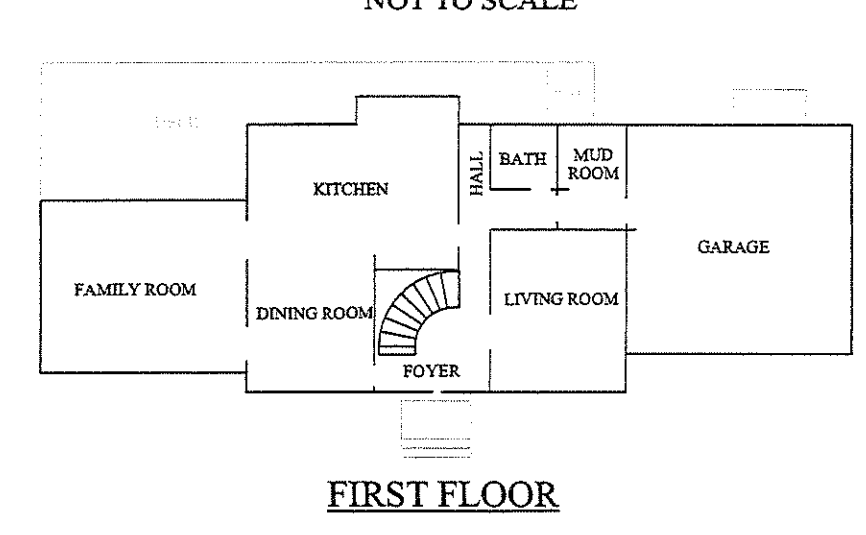 NOT TO SCALE
KITCHEN
HALL
BATH
MUD
ROOM
GARAGE
FAMILY ROOM
DINING ROOM
LIVING ROOM
FOYER
FIRST FLOOR